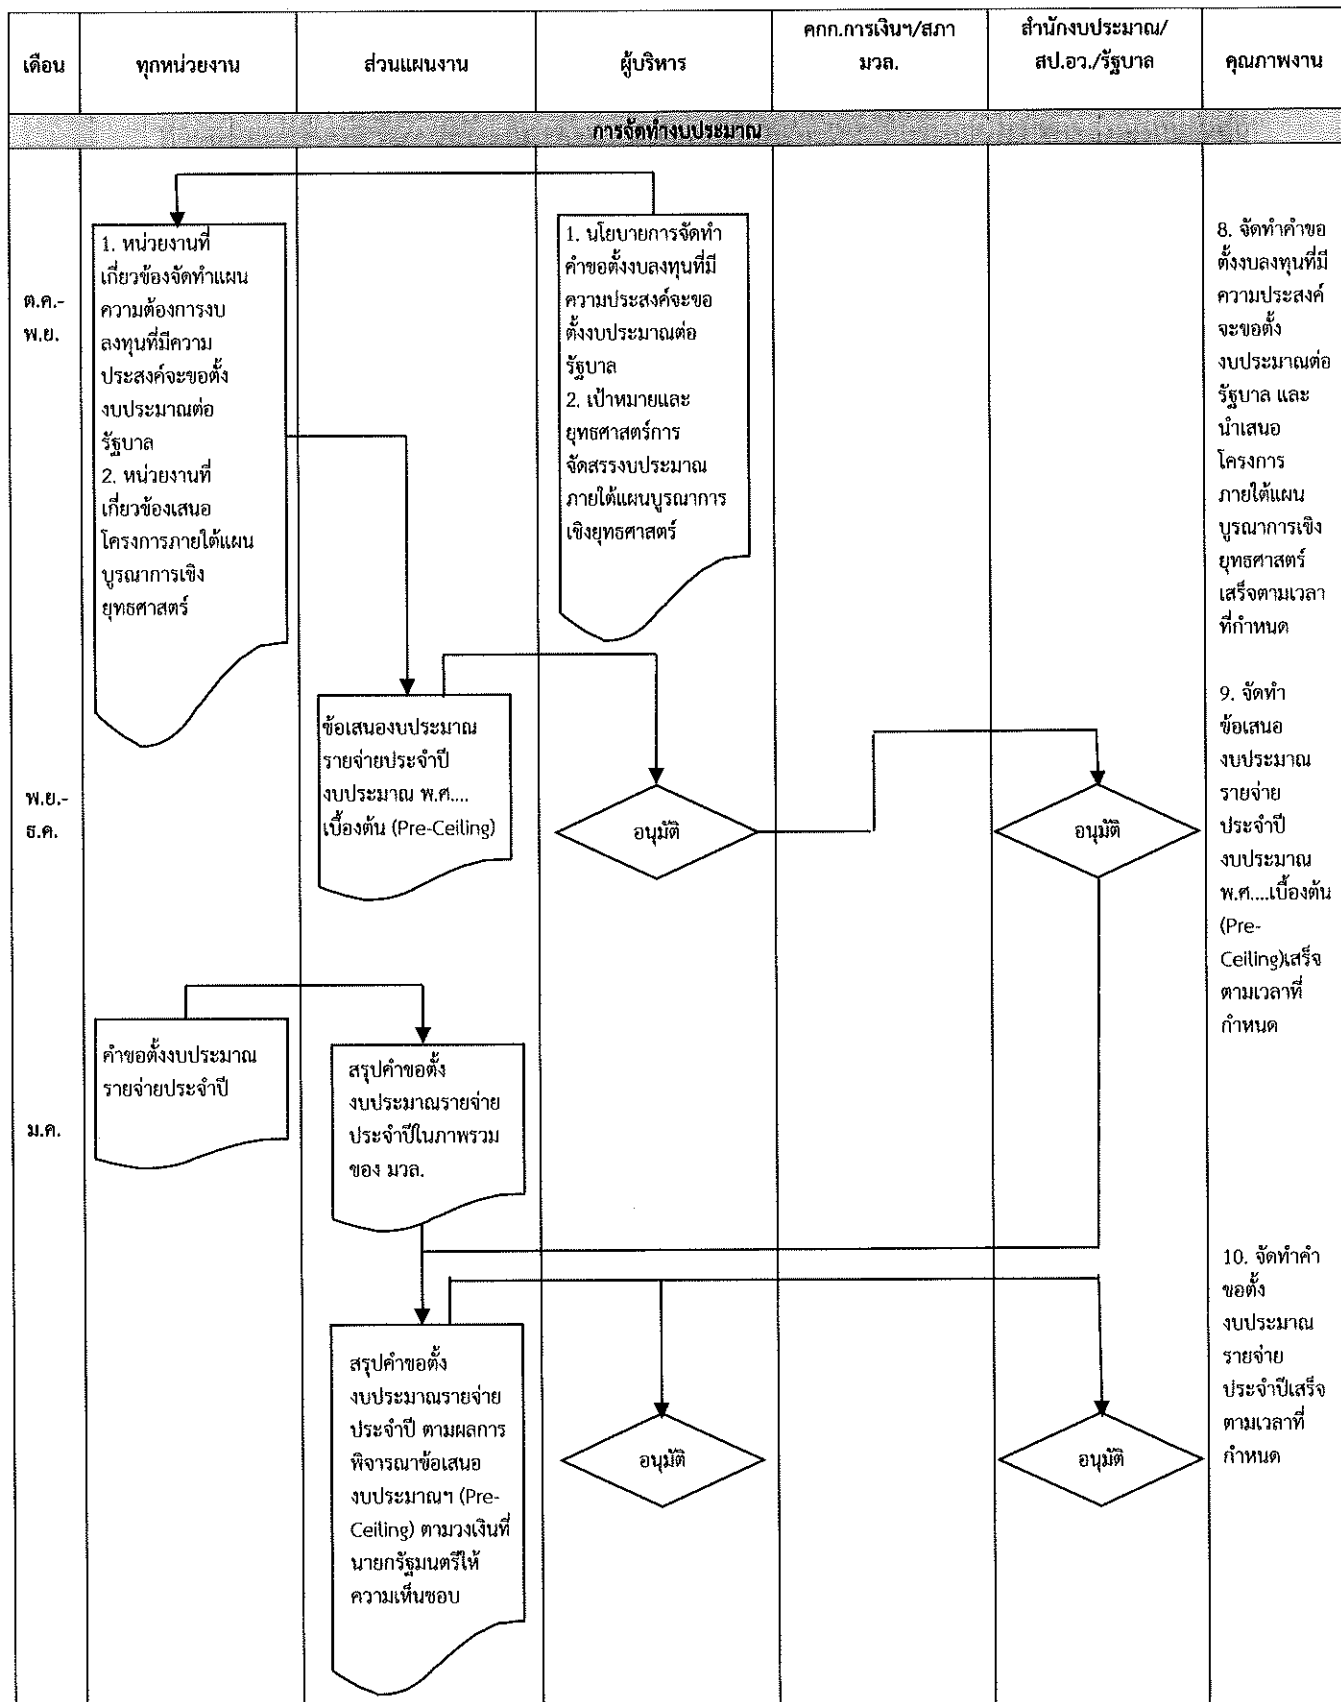 เดือน
ทุกหน่วยงาน
ส่วนแผนงาน
ผู้บริหาร
คกก.การเงินฯ/สภา
มวล.
สำนักงบประมาณ/
สป.อว./รัฐบาล
คุณภาพงาน
การจัดทำงบประมาณ
ต.ค.-
พ.ย.
1. หน่วยงานที่
เกี่ยวข้องจัดทำแผน
ความต้องการงบ
ลงทุนที่มีความ
ประสงค์จะขอตั้ง
งบประมาณต่อ
รัฐบาล
2. หน่วยงานที่
เกี่ยวข้องเสนอ
โครงการภายใต้แผน
บูรณาการเชิง
ยุทธศาสตร์
1. นโยบายการจัดทำ
คำขอตั้งงบลงทุนที่มี
ความประสงค์จะขอ
ตั้งงบประมาณต่อ
รัฐบาล
2. เป้าหมายและ
ยุทธศาสตร์การ
จัดสรรงบประมาณ
ภายใต้แผนบูรณาการ
เชิงยุทธศาสตร์
8. จัดทำคำขอ
ตั้งงบลงทุนที่มี
ความประสงค์
จะขอตั้ง
งบประมาณต่อ
รัฐบาล และ
นำเสนอ
โครงการ
ภายใต้แผน
บูรณาการเชิง
ยุทธศาสตร์
เสร็จตามเวลา
ที่กำหนด
พ.ย.-
ธ.ค.
ข้อเสนองบประมาณ
รายจ่ายประจำปี
งบประมาณ พ.ศ....
เบื้องต้น (Pre-Ceiling)
อนุมัติ
อนุมัติ
9. จัดทำ
ข้อเสนอ
งบประมาณ
รายจ่าย
ประจำปี
งบประมาณ
พ.ศ....เบื้องต้น
(Pre-
Ceiling)เสร็จ
ตามเวลาที่
กำหนด
ม.ค.
คำขอตั้งงบประมาณ
รายจ่ายประจำปี
สรุปคำขอตั้ง
งบประมาณรายจ่าย
ประจำปีในภาพรวม
ของ มวล.
สรุปคำขอตั้ง
งบประมาณรายจ่าย
ประจำปี ตามผลการ
พิจารณาข้อเสนอ
งบประมาณฯ (Pre-
Ceiling) ตามวงเงินที่
นายกรัฐมนตรีให้
ความเห็นชอบ
อนุมัติ
อนุมัติ
10. จัดทำคำ
ขอตั้ง
งบประมาณ
รายจ่าย
ประจำปีเสร็จ
ตามเวลาที่
กำหนด